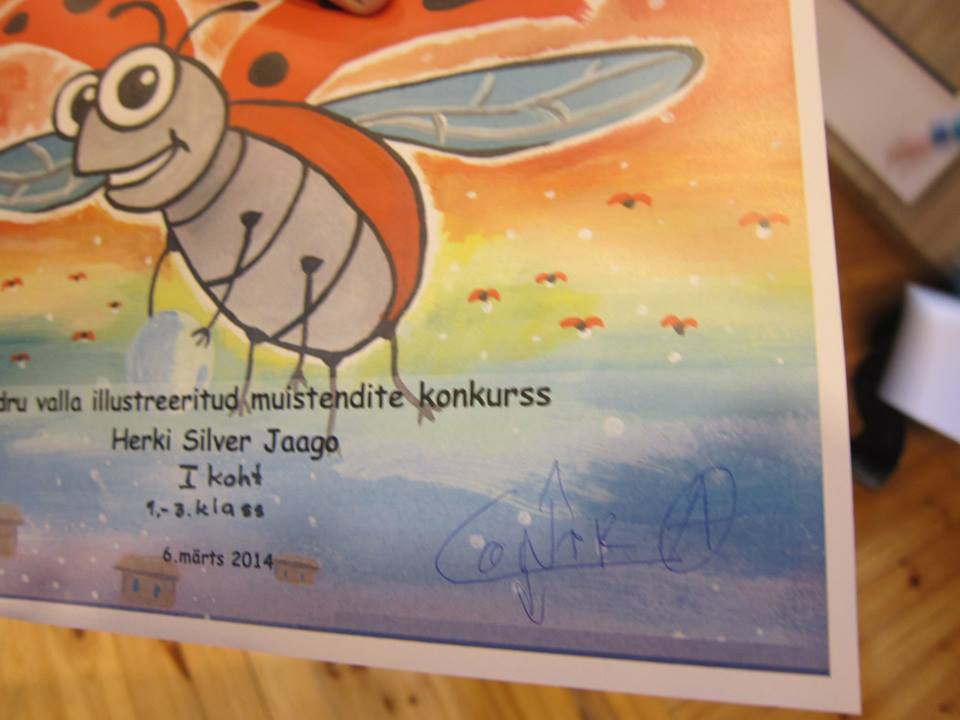 dru valla illustreeritud muistendite konkurss
Herki Silver Jaago
I koht
1.-3.klass
6.märts 2014